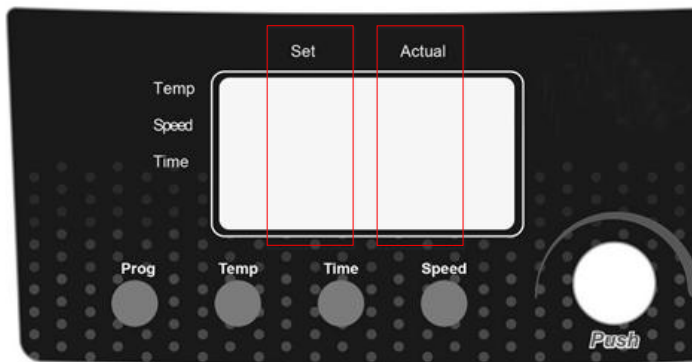 Set Actual
Temp
Speed
Time
Prog Temp Time Speed
Push